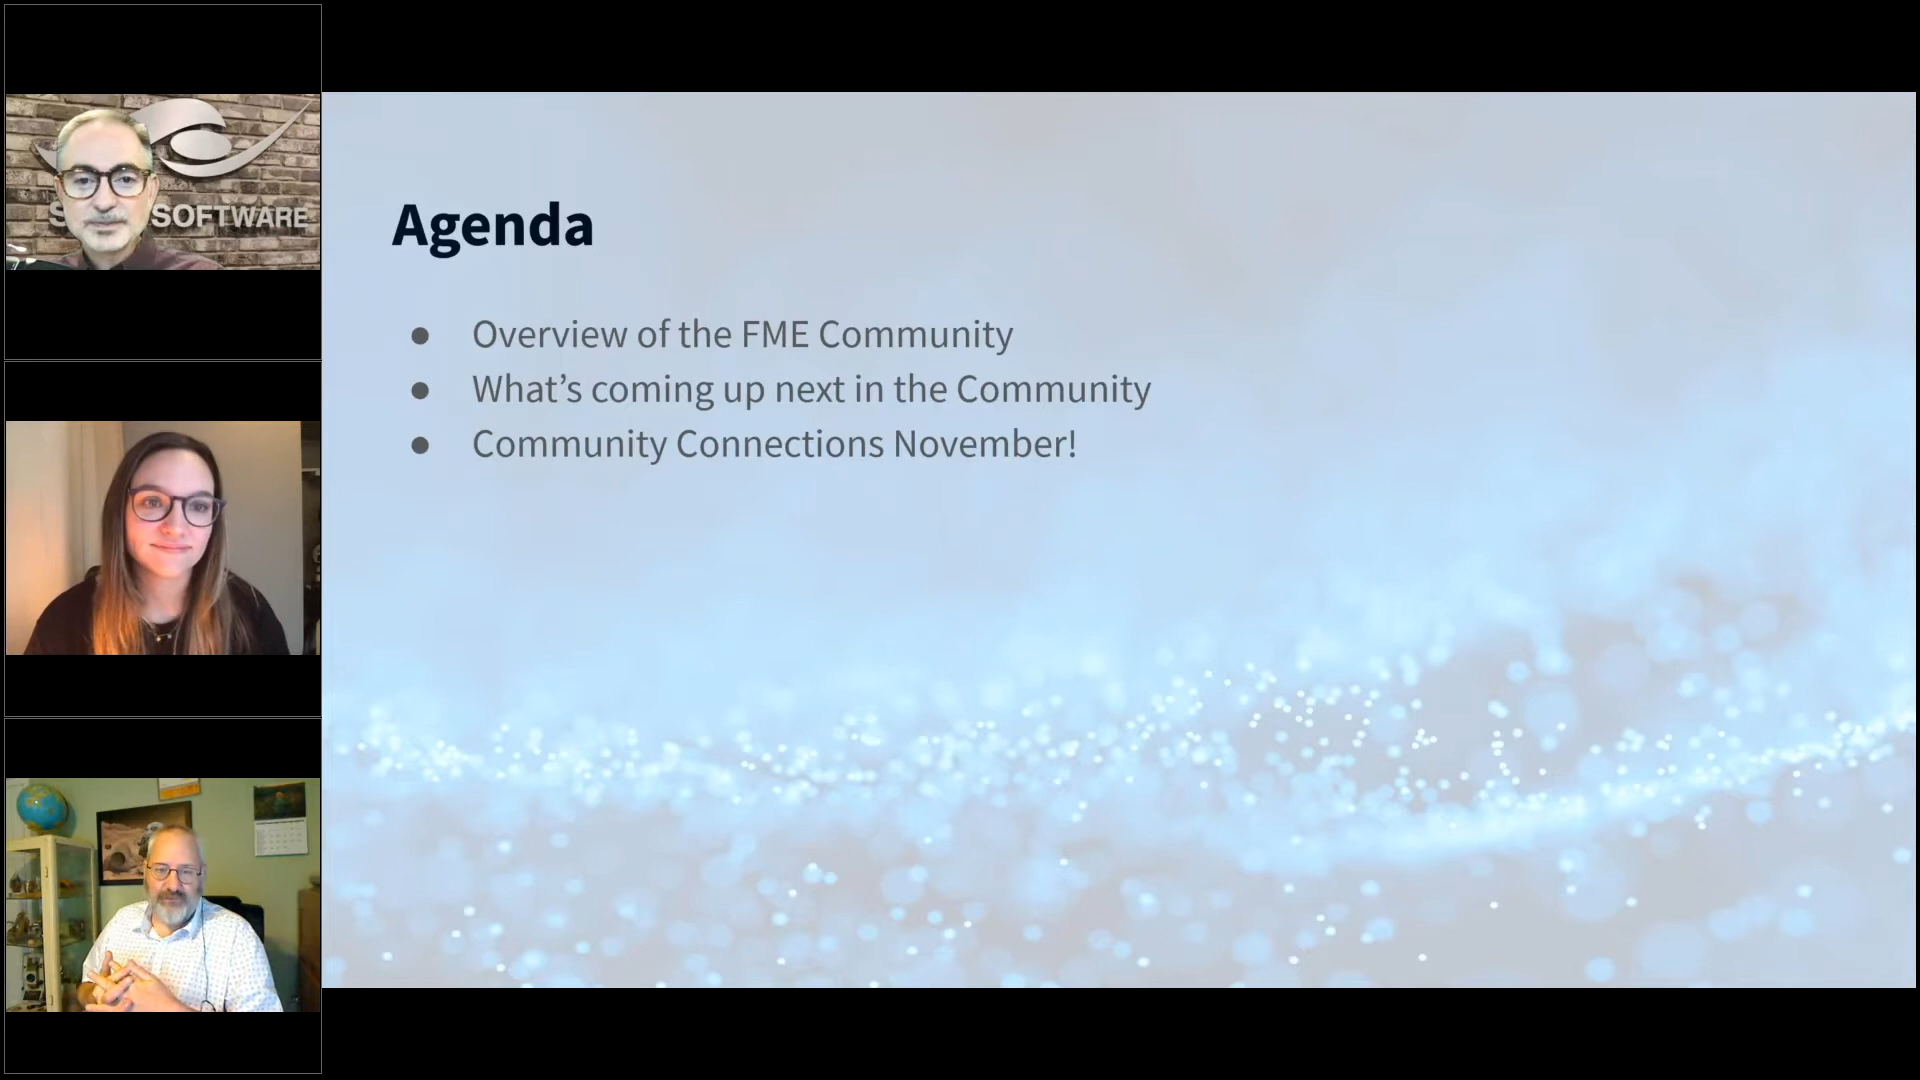 S SOFTWARE
Agenda
● Overview of the FME Community
● What’s coming up next in the Community
● Community Connections November!